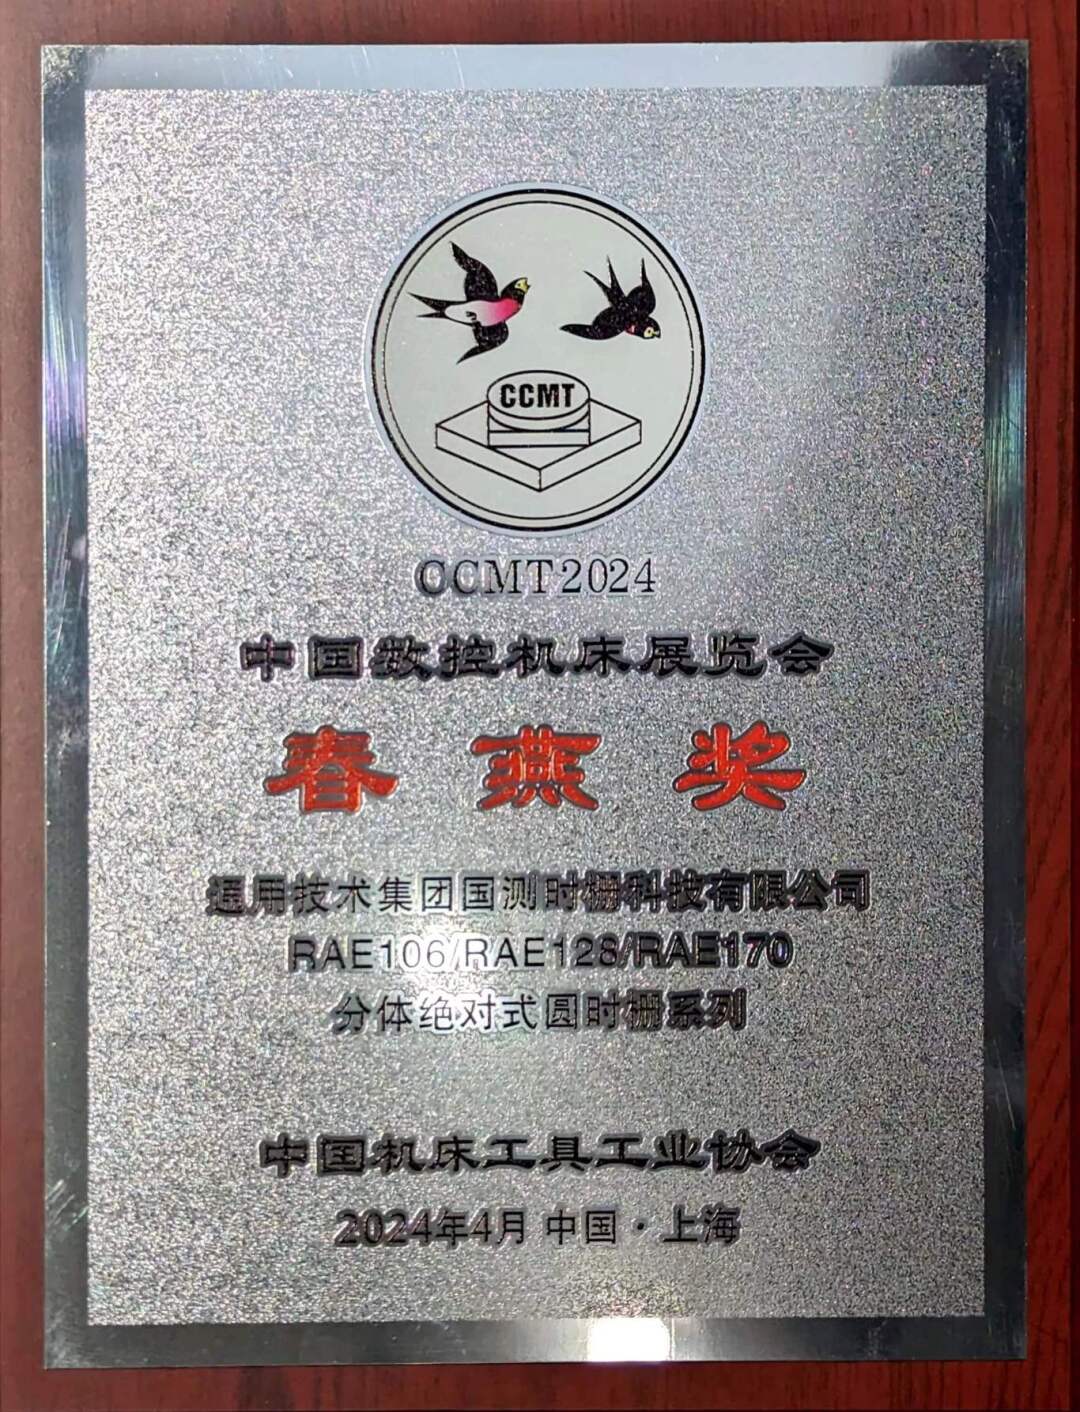 CCMT
CCMT2024
中国数控机床展览会
春燕奖
通用技术集团国测时栅科技有限公司
RAE106/RAE128/RAE170
分体绝对式圆时栅系列
中国机床工具工业协会
2024年4月 中国·上海